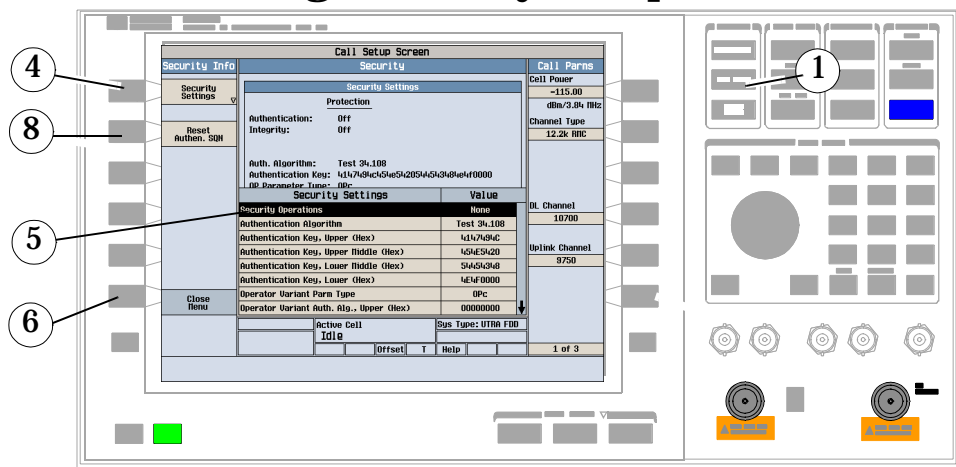 Call Setup Screen
Security Info
Security
Call Parms
Security Settings
Reset Authen. SQN
Close Menu
Security Settings
Protection
Authentication: Off
Integrity: Off
Auth. Algorithm: Test 34.108
Authentication Key: 4147494c454e5420544543484e4f0000
OP Parameter Type: OPc
Security Settings Value
Security Operations None
Authentication Algorithm Test 34.108
Authentication Key, Upper (Hex) 4147494C
Authentication Key, Upper Middle (Hex) 454E5420
Authentication Key, Lower Middle (Hex) 54454348
Authentication Key, Lower (Hex) 4E4F0000
Operator Variant Parm Type OPc
Operator Variant Auth. Alg., Upper (Hex) 00000000
Cell Power
-115.00
dBm/3.84 MHz
Channel Type
12.2k RMC
DL Channel
10700
Uplink Channel
9750
Active Cell
Idle
Sys Type: UTRA FDD
Offset T Help
1 of 3
4
8
5
6
1